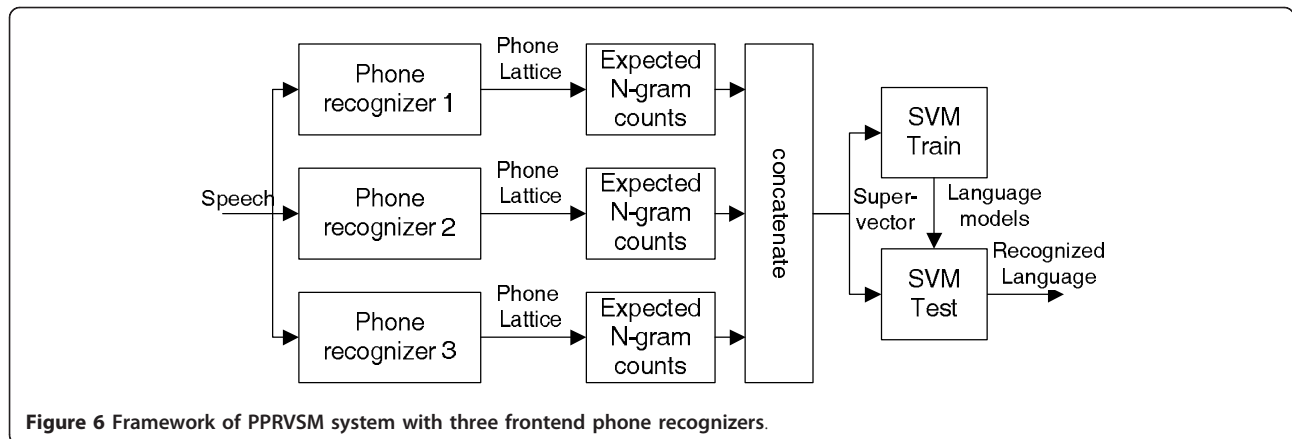 Speech
Phone
recognizer 1
Phone
Lattice
Expected
N-gram
counts
Phone
recognizer 2
Phone
Lattice
Expected
N-gram
counts
Phone
recognizer 3
Phone
Lattice
Expected
N-gram
counts
concatenate
Super-
vector
SVM
Train
Language
models
SVM
Test
Recognized
Language
Figure 6 Framework of PPRVSM system with three frontend phone recognizers.